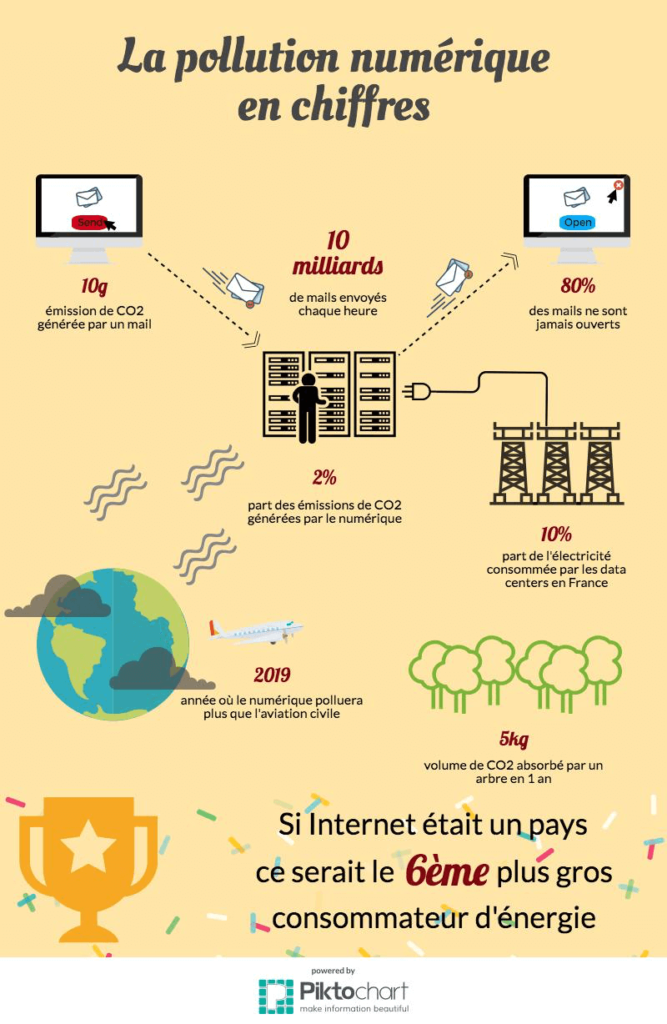 La pollution numérique
en chiffres
Send
10g
émission de CO2
générée par un mail
10
milliards
de mails envoyés
chaque heure
Open
80%
des mails ne sont
jamais ouverts
2%
part des émissions de CO2
générées par le numérique
10%
part de l'électricité
consommée par les data
centers en France
2019
année où le numérique polluera
plus que l'aviation civile
5kg
volume de CO2 absorbé par un
arbre en 1 an
Si Internet était un pays
ce serait le 6ème plus gros
consommateur d'énergie
powered by
Piktochart
make information beautiful